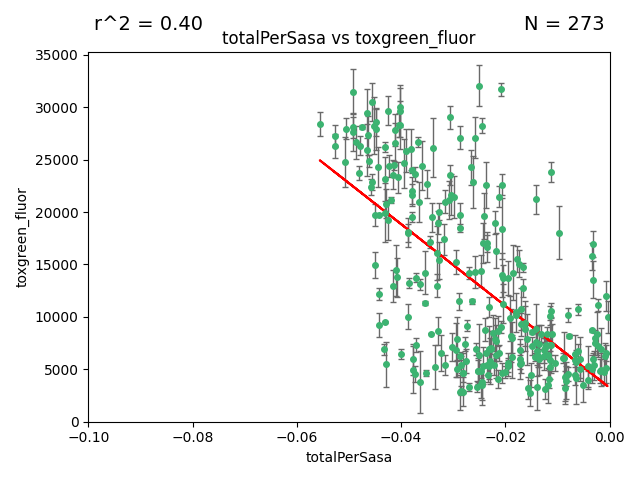 r^2 = 0.40
N = 273
totalPerSasa vs toxgreen_fluor
35000
30000
25000
20000
15000
10000
5000
0
toxgreen_fluor
−0.10
−0.08
−0.06
−0.04
−0.02
0.00
totalPerSasa